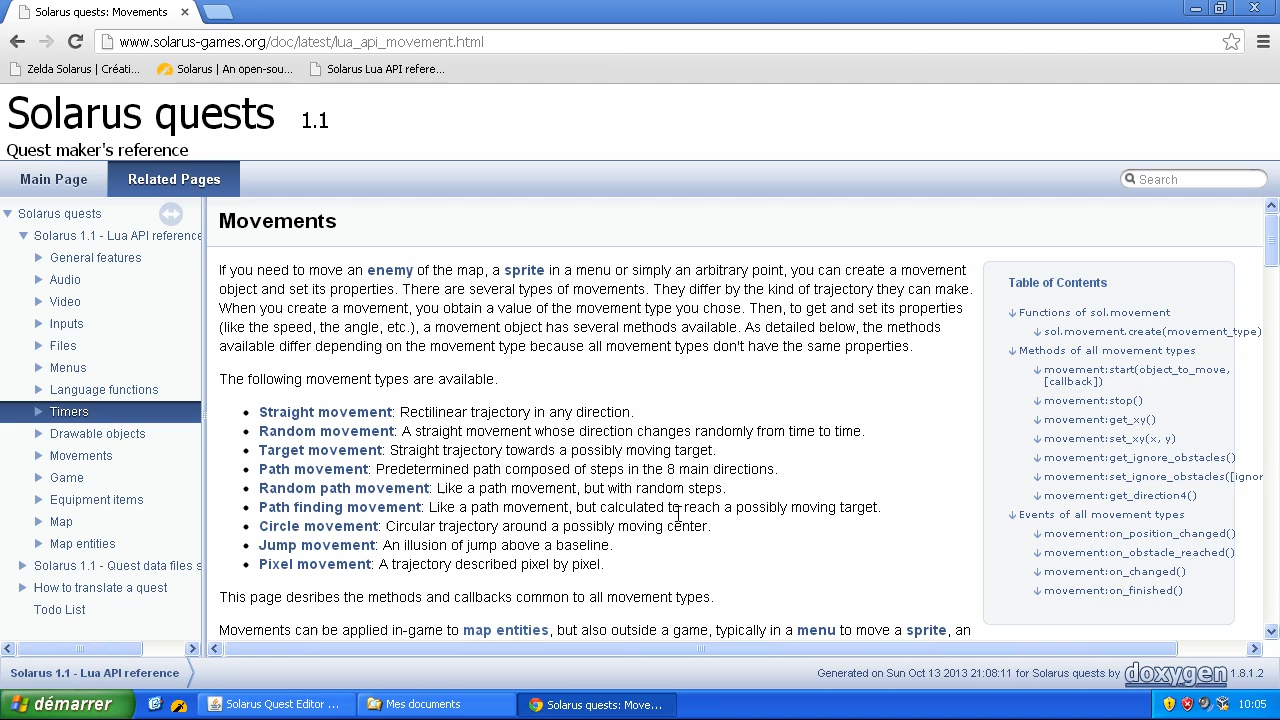 Solarus quests: Movements
www.solarus-games.org/doc/latest/lua_api_movement.html
Zelda Solarus | Créati...
Solarus | An open-sou...
Solarus Lua API refere...
Solarus quests 1.1
Quest maker's reference
Main Page
Related Pages
Search
Solarus quests
Solarus 1.1 - Lua API reference
General features
Audio
Video
Inputs
Files
Menus
Language functions
Timers
Drawable objects
Movements
Game
Equipment items
Map
Map entities
Solarus 1.1 - Quest data files s
How to translate a quest
Todo List
Movements
If you need to move an enemy of the map, a sprite in a menu or simply an arbitrary point, you can create a movement
object and set its properties. There are several types of movements. They differ by the kind of trajectory they can make.
When you create a movement, you obtain a value of the movement type you chose. Then, to get and set its properties
(like the speed, the angle, etc.), a movement object has several methods available. As detailed below, the methods
available differ depending on the movement type because all movement types don't have the same properties.
The following movement types are available.
Straight movement: Rectilinear trajectory in any direction.
Random movement: A straight movement whose direction changes randomly from time to time.
Target movement: Straight trajectory towards a possibly moving target.
Path movement: Predetermined path composed of steps in the 8 main directions.
Random path movement: Like a path movement, but with random steps.
Path finding movement: Like a path movement, but calculated to reach a possibly moving target.
Circle movement: Circular trajectory around a possibly moving center.
Jump movement: An illusion of jump above a baseline.
Pixel movement: A trajectory described pixel by pixel.
This page desribes the methods and callbacks common to all movement types.
Movements can be applied in-game to map entities, but also outside a game, typically in a menu to move a sprite, an
Table of Contents
Functions of sol.movement
sol.movement.create(movement_type)
Methods of all movement types
movement:start(object_to_move,
[callback])
movement:stop()
movement:get_xy()
movement:set_xy(x, y)
movement:get_ignore_obstacles()
movement:set_ignore_obstacles([ignor
movement:get_direction4()
Events of all movement types
movement:on_position_changed()
movement:on_obstacle_reached()
movement:on_changed()
movement:on_finished()
Solarus 1.1 - Lua API reference
Generated on Sun Oct 13 2013 21:08:11 for Solarus quests by doxygen 1.8.1.2
démarrer
Solarus Quest Editor ...
Mes documents
Solarus quests: Move...
10:05